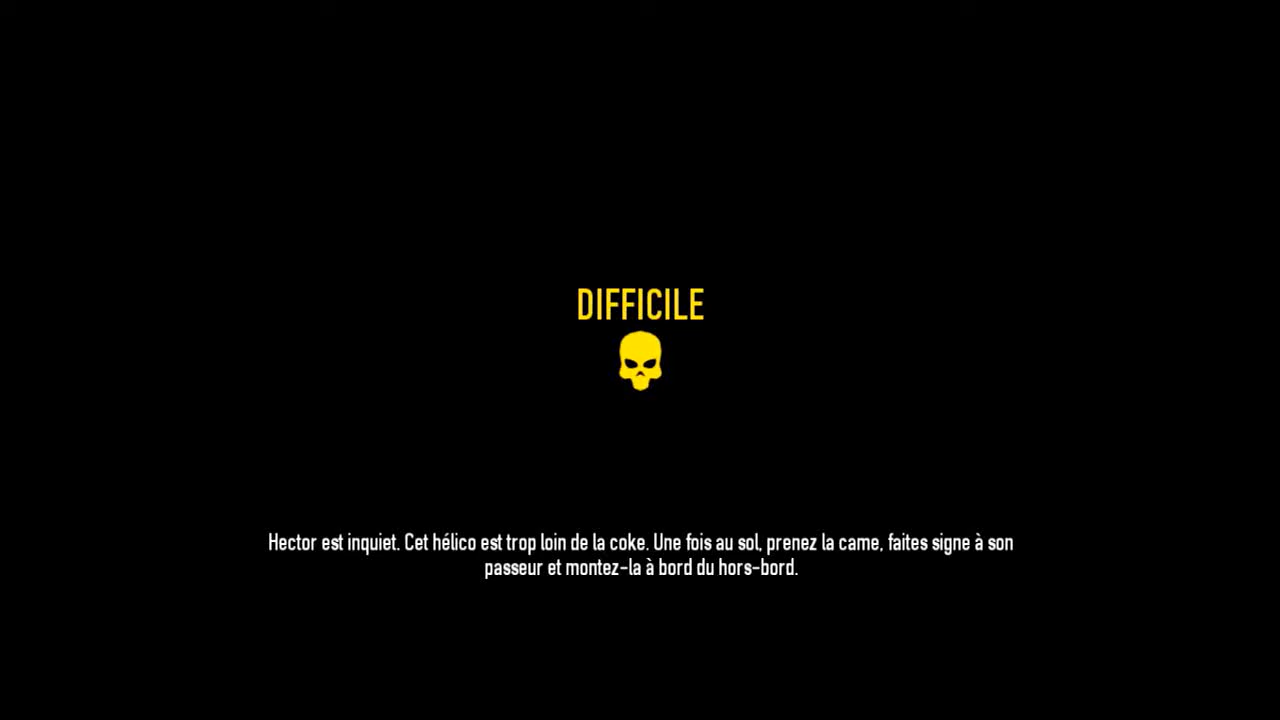 DIFFICILE
Hector est inquiet. Cet hélico est trop loin de la coke. Une fois au sol, prenez la came, faites signe à son
passeur et montez-la à bord du hors-bord.